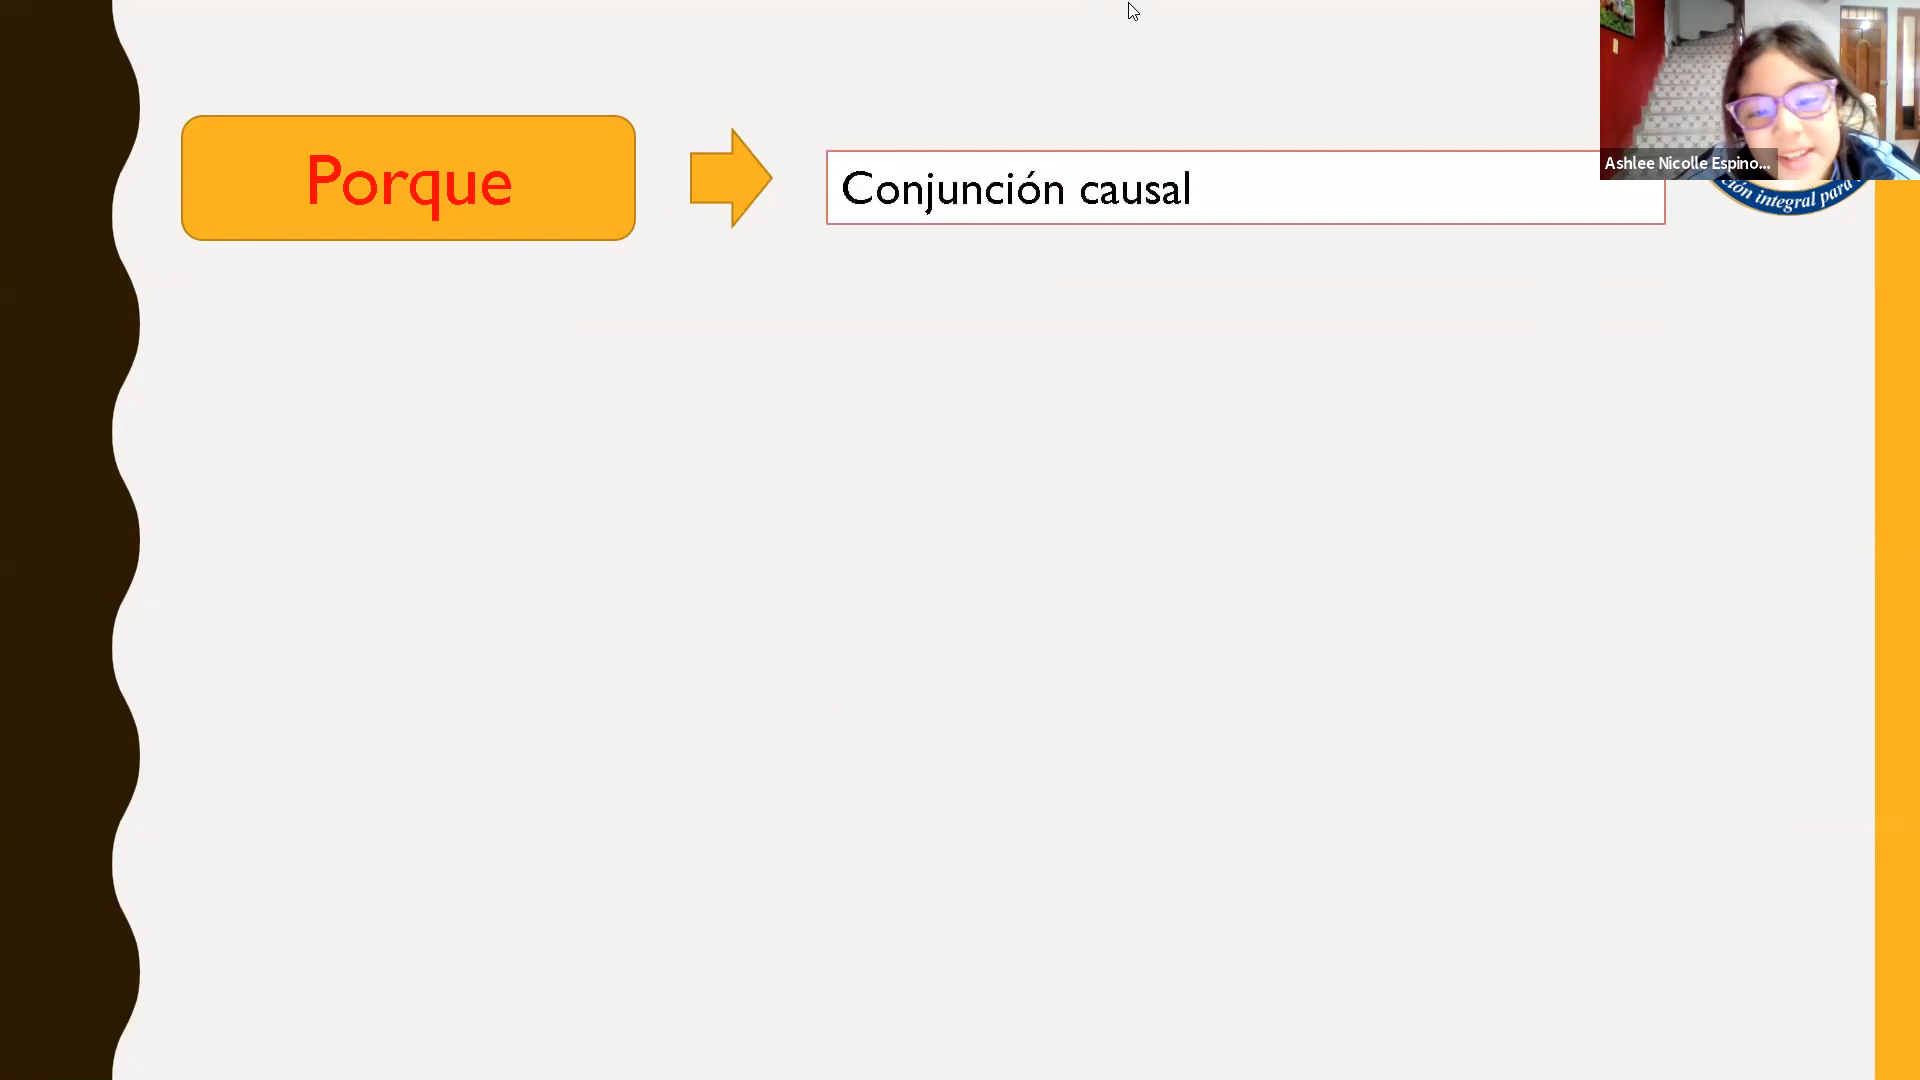 Porque
Conjunción causal
Ashlee Nicolle Espino...
ción integral para